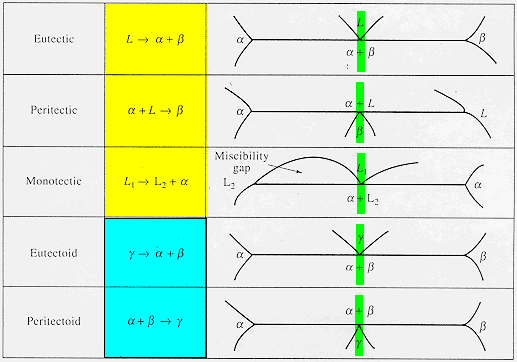 Eutectic L → α + β α L α + β β
Peritectic α + L → β α α + L β L
Monotectic L₁ → L₂ + α Miscibility gap L₂ L₁ α + L₂ α
Eutectoid γ → α + β α γ α + β β
Peritectoid α + β → γ α α + β γ β